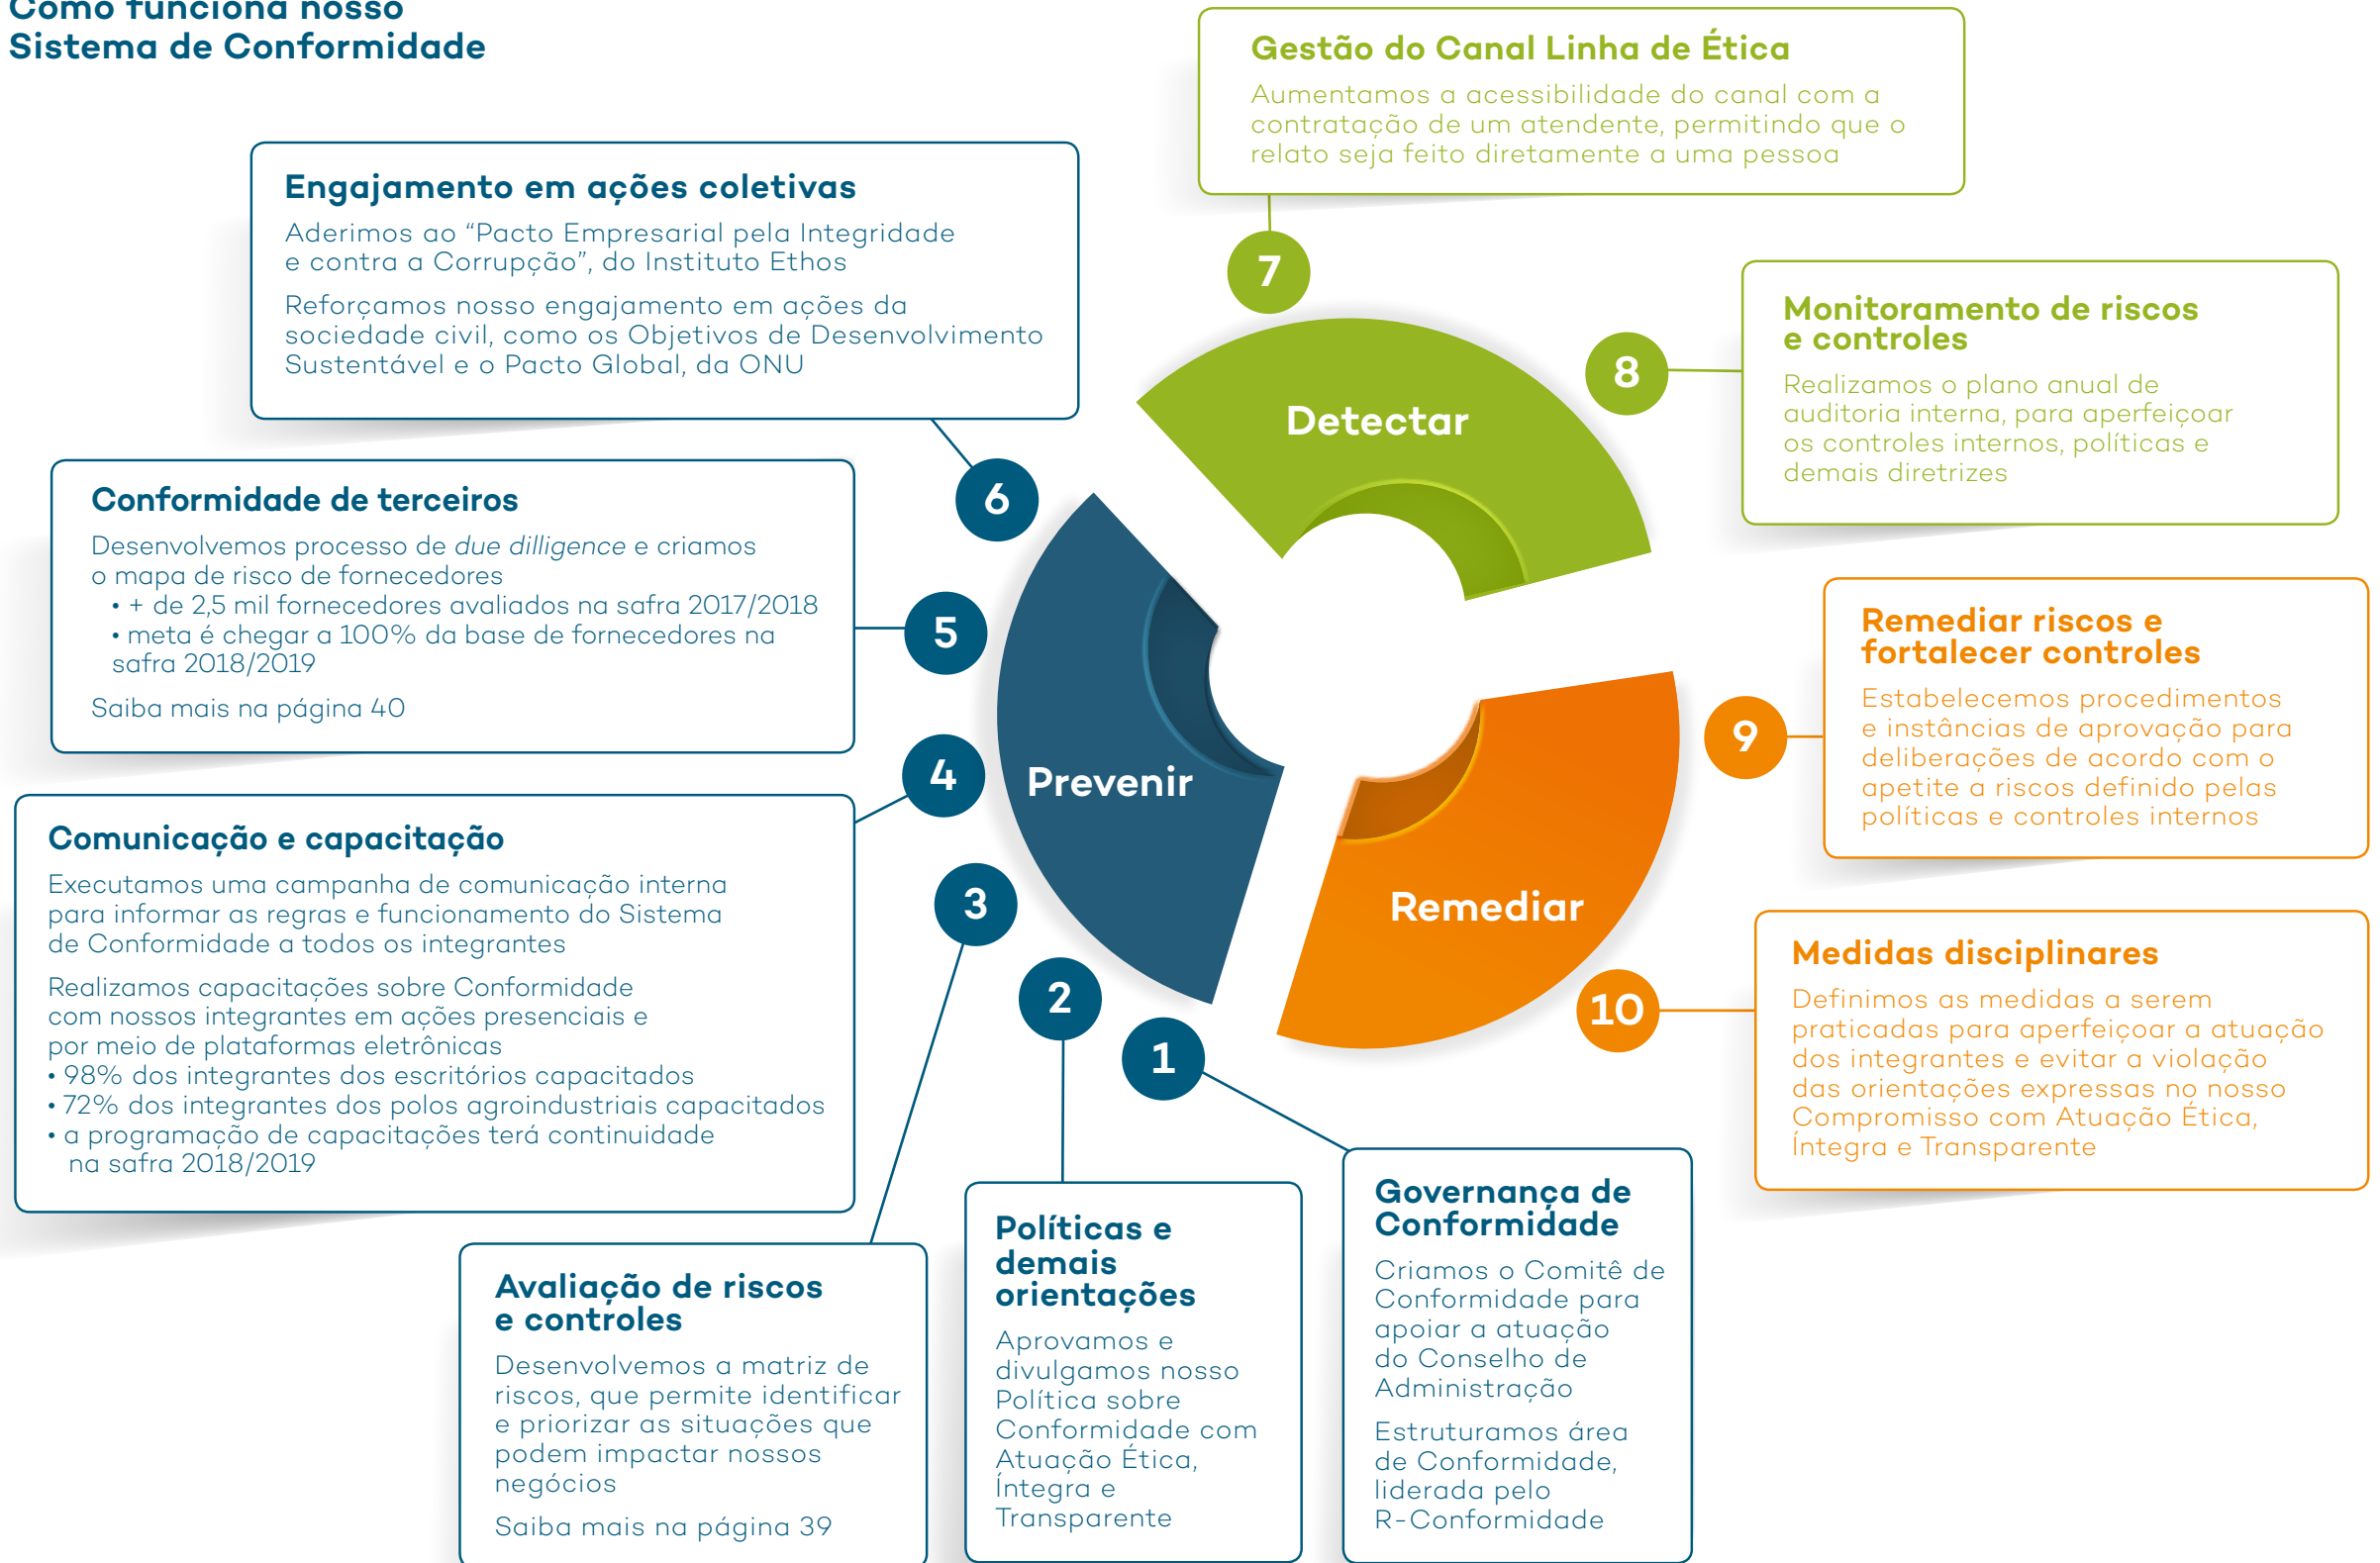 Como funciona nosso
Sistema de Conformidade
Gestão do Canal Linha de Ética
Aumentamos a acessibilidade do canal com a
contratação de um atendente, permitindo que o
relato seja feito diretamente a uma pessoa
7
Engajamento em ações coletivas
Aderimos ao “Pacto Empresarial pela Integridade
e contra a Corrupção”, do Instituto Ethos
Reforçamos nosso engajamento em ações da
sociedade civil, como os Objetivos de Desenvolvimento
Sustentável e o Pacto Global, da ONU
6
Monitoramento de riscos
e controles
Realizamos o plano anual de
auditoria interna, para aperfeiçoar
os controles internos, políticas e
demais diretrizes
8
Detectar
Conformidade de terceiros
Desenvolvemos processo de due dilligence e criamos
o mapa de risco de fornecedores
• + de 2,5 mil fornecedores avaliados na safra 2017/2018
• meta é chegar a 100% da base de fornecedores na
safra 2018/2019
Saiba mais na página 40
5
Remediar riscos e
fortalecer controles
Estabelecemos procedimentos
e instâncias de aprovação para
deliberações de acordo com o
apetite a riscos definido pelas
políticas e controles internos
9
Prevenir
4
Comunicação e capacitação
Executamos uma campanha de comunicação interna
para informar as regras e funcionamento do Sistema
de Conformidade a todos os integrantes
Realizamos capacitações sobre Conformidade
com nossos integrantes em ações presenciais e
por meio de plataformas eletrônicas
• 98% dos integrantes dos escritórios capacitados
• 72% dos integrantes dos polos agroindustriais capacitados
• a programação de capacitações terá continuidade
na safra 2018/2019
3
Remediar
2
10
1
Medidas disciplinares
Definimos as medidas a serem
praticadas para aperfeiçoar a atuação
dos integrantes e evitar a violação
das orientações expressas no nosso
Compromisso com Atuação Ética,
Íntegra e Transparente
Avaliação de riscos
e controles
Desenvolvemos a matriz de
riscos, que permite identificar
e priorizar as situações que
podem impactar nossos
negócios
Saiba mais na página 39
Políticas e
demais
orientações
Aprovamos e
divulgamos nosso
Política sobre
Conformidade com
Atuação Ética,
Íntegra e
Transparente
Governança de
Conformidade
Criamos o Comitê de
Conformidade para
apoiar a atuação
do Conselho de
Administração
Estruturamos área
de Conformidade,
liderada pelo
R-Conformidade